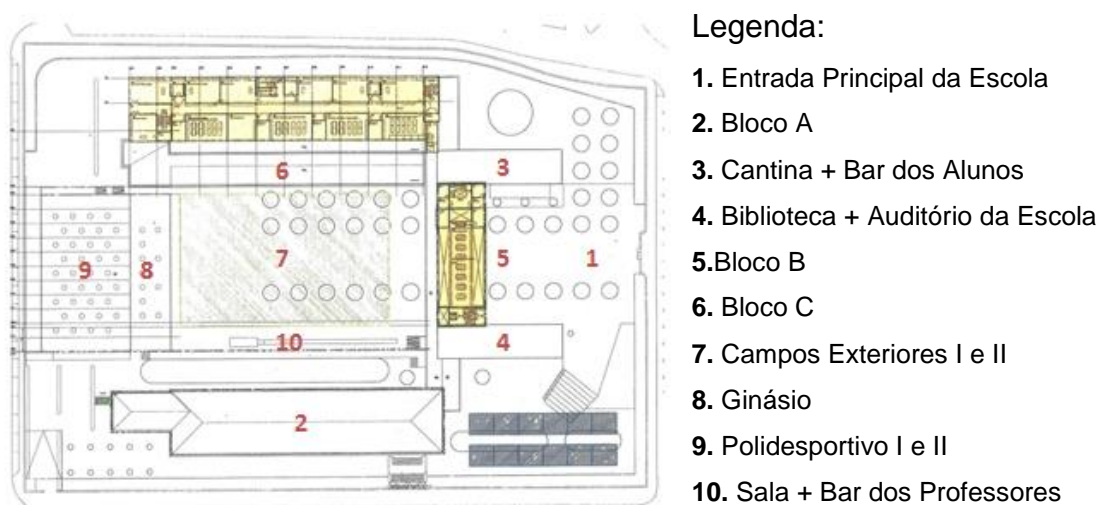 Legenda:
1. Entrada Principal da Escola
2. Bloco A
3. Cantina + Bar dos Alunos
4. Biblioteca + Auditório da Escola
5.Bloco B
6. Bloco C
7. Campos Exteriores I e II
8. Ginásio
9. Polidesportivo I e II
10. Sala + Bar dos Professores
6
3
9
8
7
5
1
10
4
2